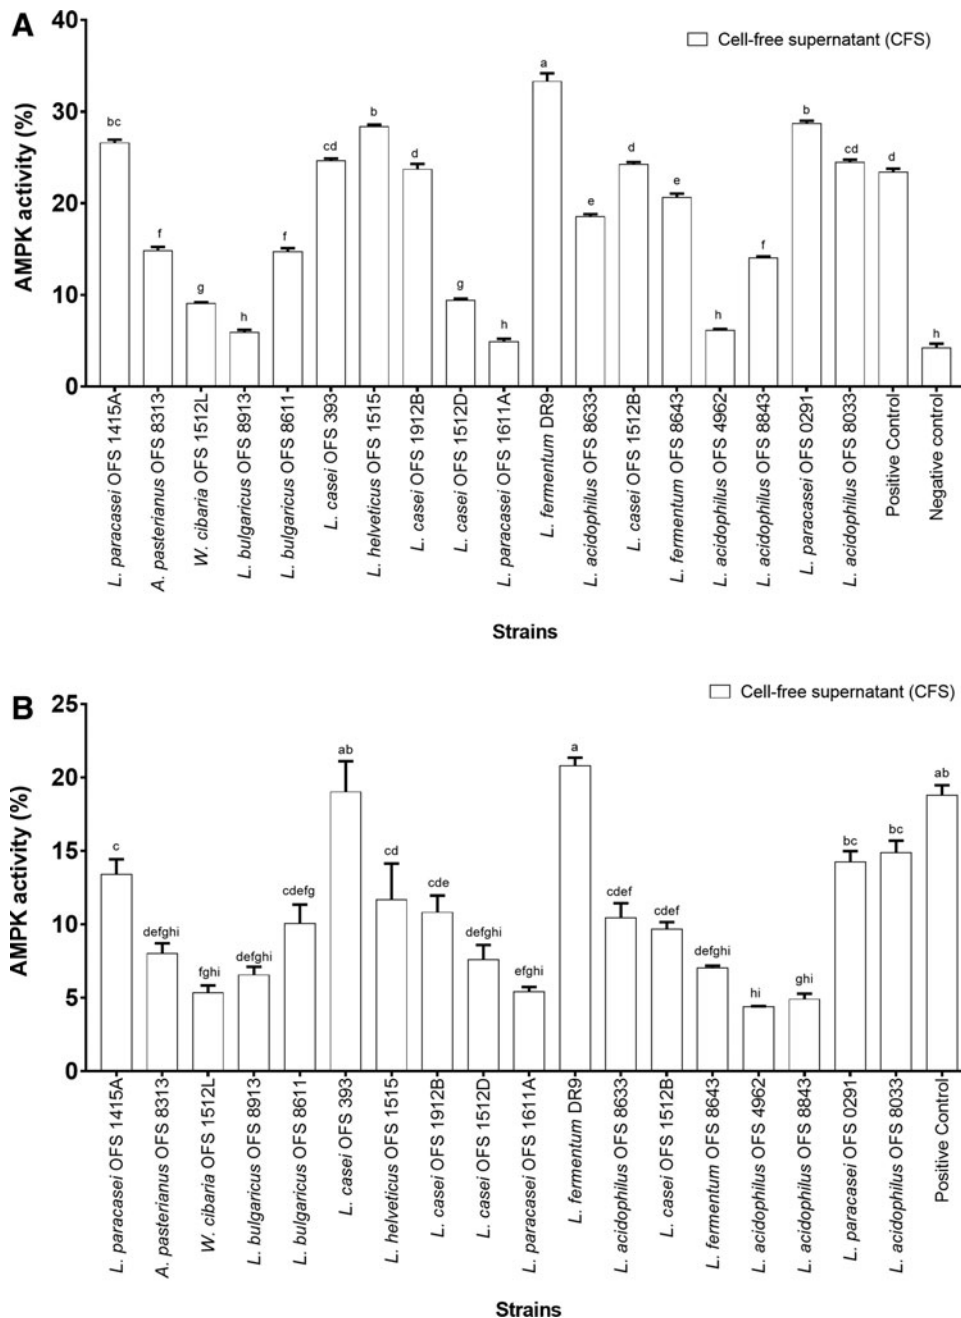 A
Cell-free supernatant (CFS)
AMPK activity (%)
40
30
20
10
0
bc
f
g
h
f
cd
b
d
g
h
a
e
d
e
h
f
b
cd
d
h
L. paracasei OFS 1415A
A. pasterianus OFS 8313
W. cibaria OFS 1512L
L. bulgaricus OFS 8913
L. bulgaricus OFS 8611
L. casei OFS 393
L. helveticus OFS 1515
L. casei OFS 1912B
L. casei OFS 1512D
L. paracasei OFS 1611A
L. fermentum DR9
L. acidophilus OFS 8633
L. casei OFS 1512B
L. fermentum OFS 8643
L. acidophilus OFS 4962
L. acidophilus OFS 8843
L. paracasei OFS 0291
L. acidophilus OFS 8033
Positive Control
Negative control
Strains
B
Cell-free supernatant (CFS)
AMPK activity (%)
25
20
15
10
5
0
c
defghi
fghi
defghi
cdefg
ab
cd
cde
defghi
efghi
a
cdef
cdef
defghi
hi
ghi
bc
bc
ab
L. paracasei OFS 1415A
A. pasterianus OFS 8313
W. cibaria OFS 1512L
L. bulgaricus OFS 8913
L. bulgaricus OFS 8611
L. casei OFS 393
L. helveticus OFS 1515
L. casei OFS 1912B
L. casei OFS 1512D
L. paracasei OFS 1611A
L. fermentum DR9
L. acidophilus OFS 8633
L. casei OFS 1512B
L. fermentum OFS 8643
L. acidophilus OFS 4962
L. acidophilus OFS 8843
L. paracasei OFS 0291
L. acidophilus OFS 8033
Positive Control
Strains